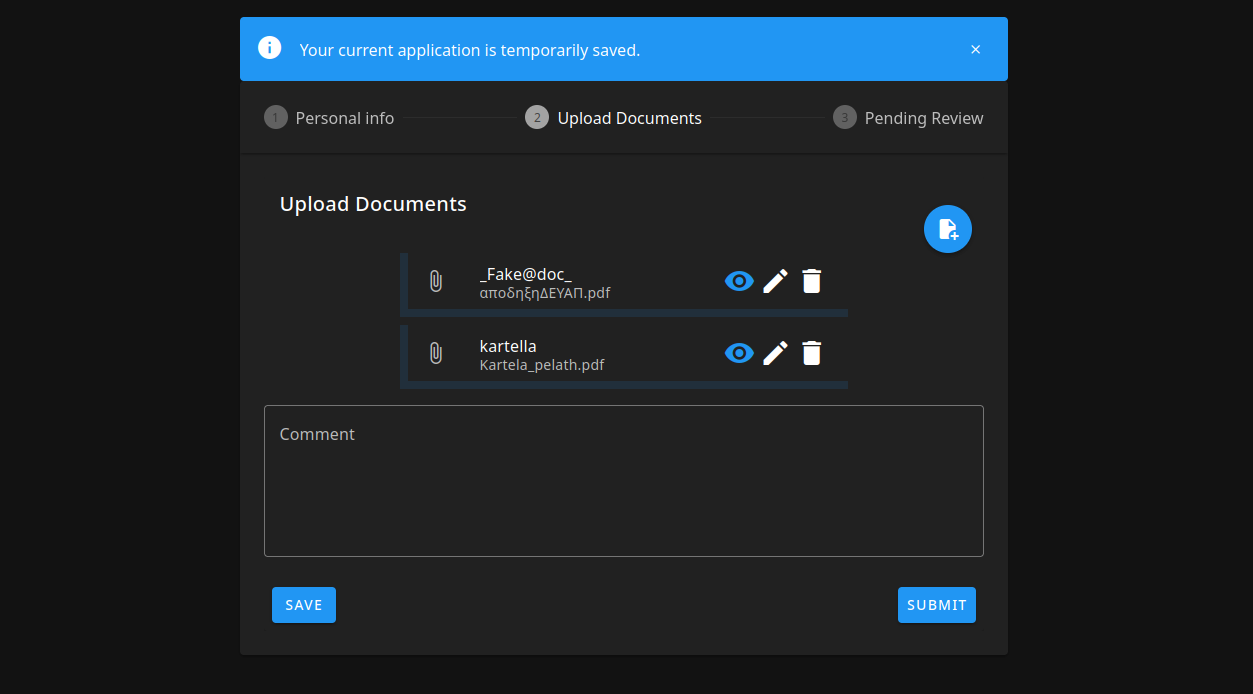 Your current application is temporarily saved.
1 Personal info
2 Upload Documents
3 Pending Review
Upload Documents
_Fake@doc_
αποδηξηΔΕΥΑΠ.pdf
kartella
Kartela_pelath.pdf
Comment
SAVE
SUBMIT